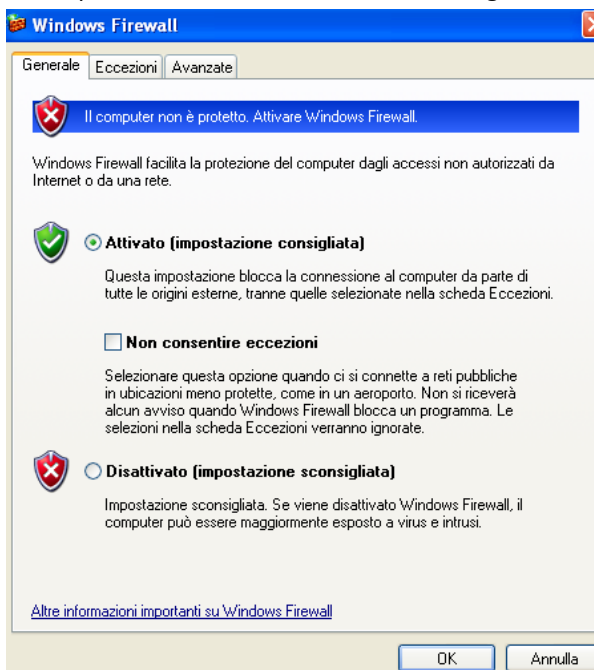 Windows Firewall
Generale Eccezioni Avanzate
Il computer non è protetto. Attivare Windows Firewall.
Windows Firewall facilita la protezione del computer dagli accessi non autorizzati da
Internet o da una rete.
Attivato (impostazione consigliata)
Questa impostazione blocca la connessione al computer da parte di
tutte le origini esterne, tranne quelle selezionate nella scheda Eccezioni.
Non consentire eccezioni
Selezionare questa opzione quando ci si connette a reti pubbliche
in ubicazioni meno protette, come in un aeroporto. Non si riceverà
alcun avviso quando Windows Firewall blocca un programma. Le
selezioni nella scheda Eccezioni verranno ignorate.
Disattivato (impostazione sconsigliata)
Impostazione sconsigliata. Se viene disattivato Windows Firewall, il
computer può essere maggiormente esposto a virus e intrusi.
Altre informazioni importanti su Windows Firewall
OK Annulla